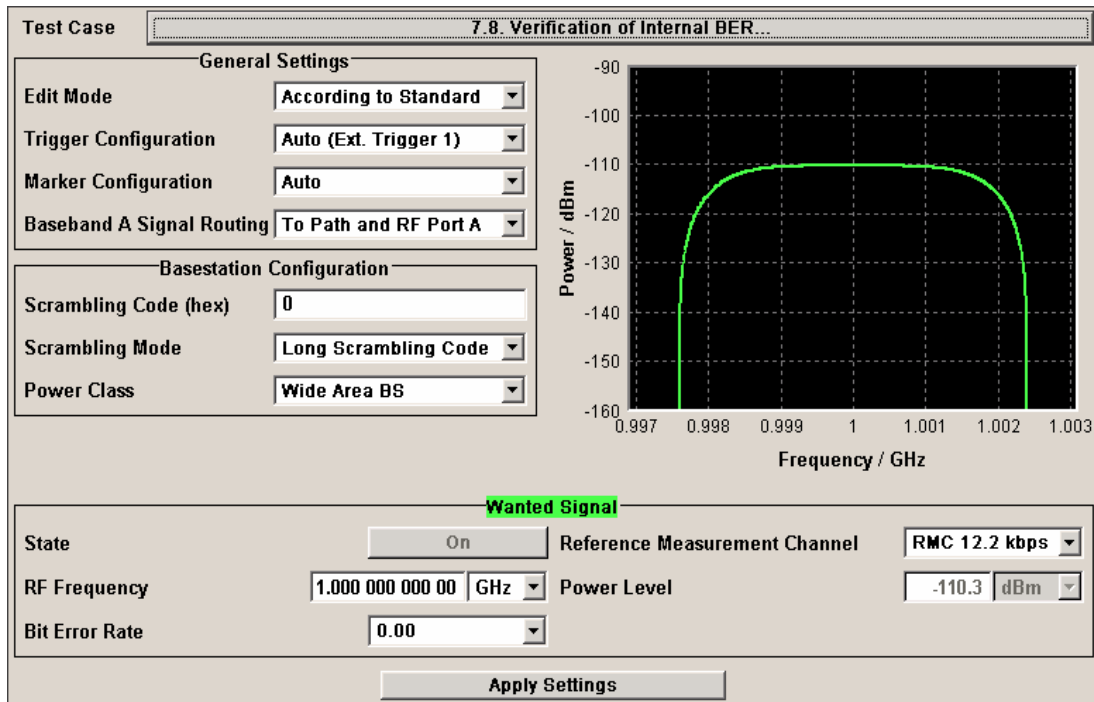 Test Case
7.8. Verification of Internal BER...
General Settings
Edit Mode
According to Standard
Trigger Configuration
Auto (Ext. Trigger 1)
Marker Configuration
Auto
Baseband A Signal Routing
To Path and RF Port A
Basestation Configuration
Scrambling Code (hex)
0
Scrambling Mode
Long Scrambling Code
Power Class
Wide Area BS
Power / dBm
-90
-100
-110
-120
-130
-140
-150
-160
0.997 0.998 0.999 1 1.001 1.002 1.003
Frequency / GHz
Wanted Signal
State On Reference Measurement Channel RMC 12.2 kbps
RF Frequency 1.000 000 000 00 GHz Power Level -110.3 dBm
Bit Error Rate 0.00
Apply Settings